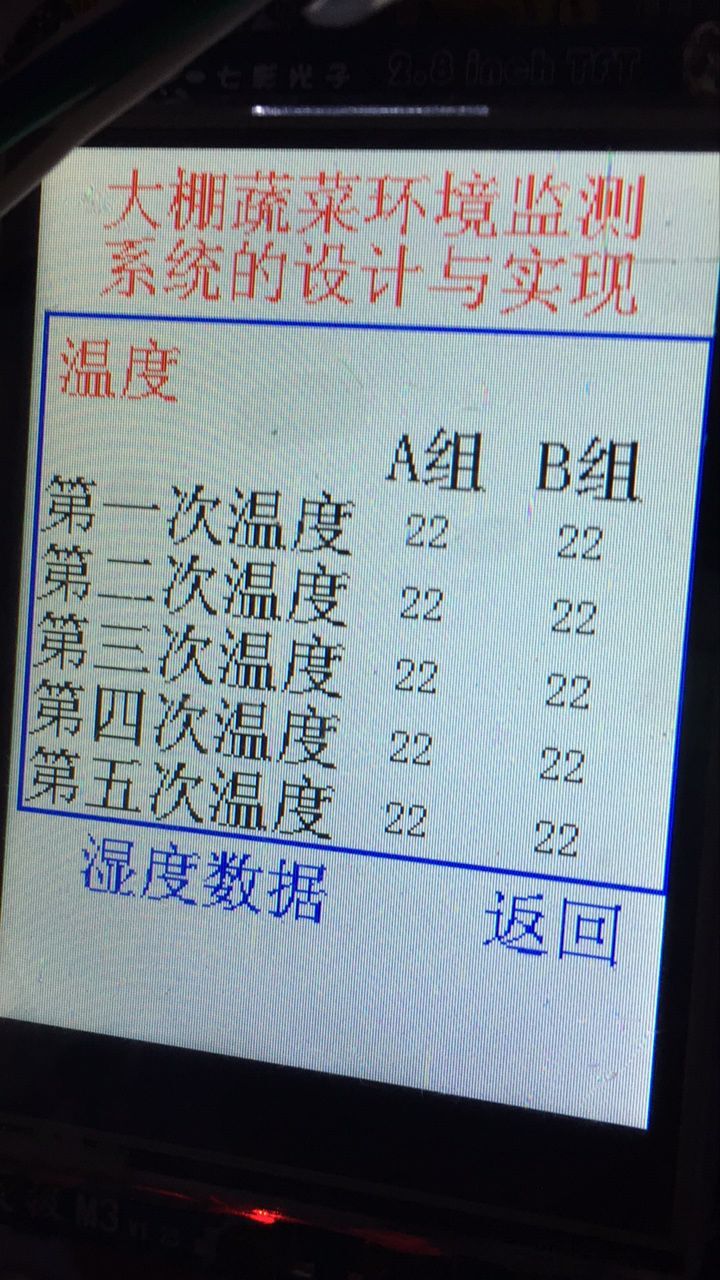 七彩光子 2.8 inch TFT
大棚蔬菜环境监测
系统的设计与实现
温度
A组 B组
第一次温度 22 22
第二次温度 22 22
第三次温度 22 22
第四次温度 22 22
第五次温度 22 22
湿度数据 返回
M3